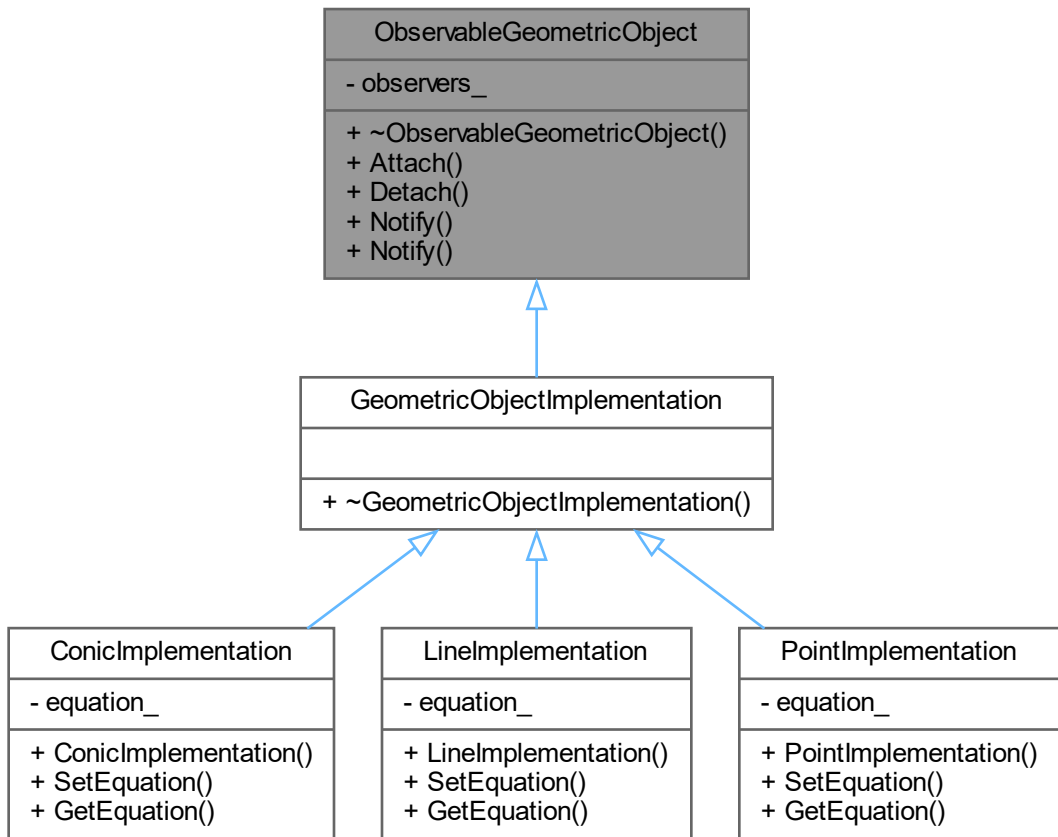 ObservableGeometricObject
- observers_
+ ~ObservableGeometricObject()
+ Attach()
+ Detach()
+ Notify()
+ Notify()
GeometricObjectImplementation
+ ~GeometricObjectImplementation()
ConicImplementation
- equation_
+ ConicImplementation()
+ SetEquation()
+ GetEquation()
LineImplementation
- equation_
+ LineImplementation()
+ SetEquation()
+ GetEquation()
PointImplementation
- equation_
+ PointImplementation()
+ SetEquation()
+ GetEquation()